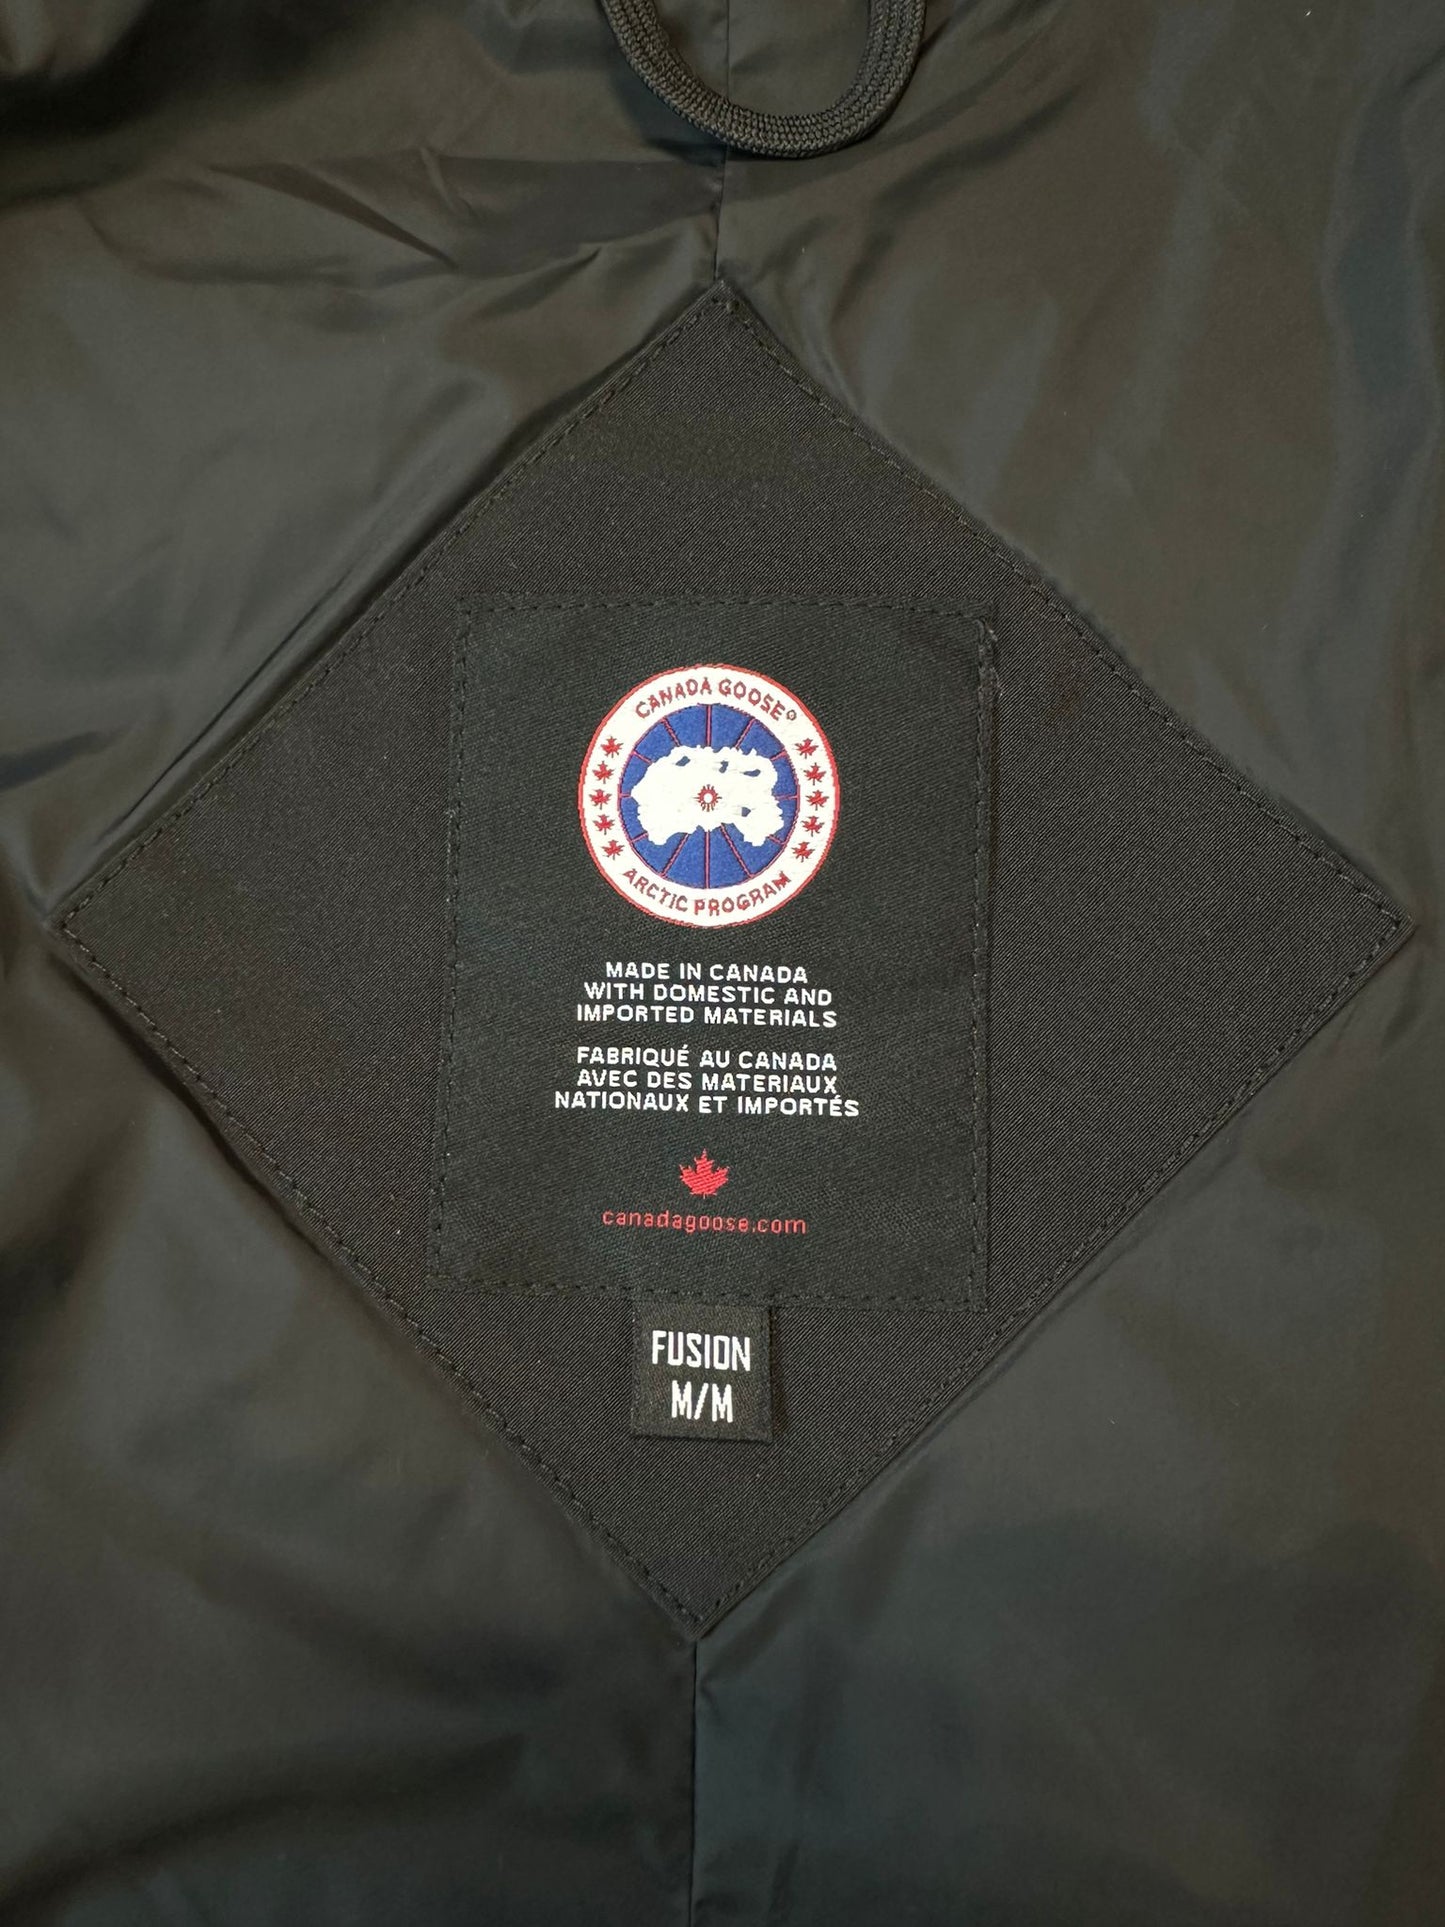 CANADA GOOSE®
ARCTIC PROGRAM
MADE IN CANADA
WITH DOMESTIC AND
IMPORTED MATERIALS
FABRIQUÉ AU CANADA
AVEC DES MATERIAUX
NATIONAUX ET IMPORTÉS
canadagoose.com
FUSION
M/M